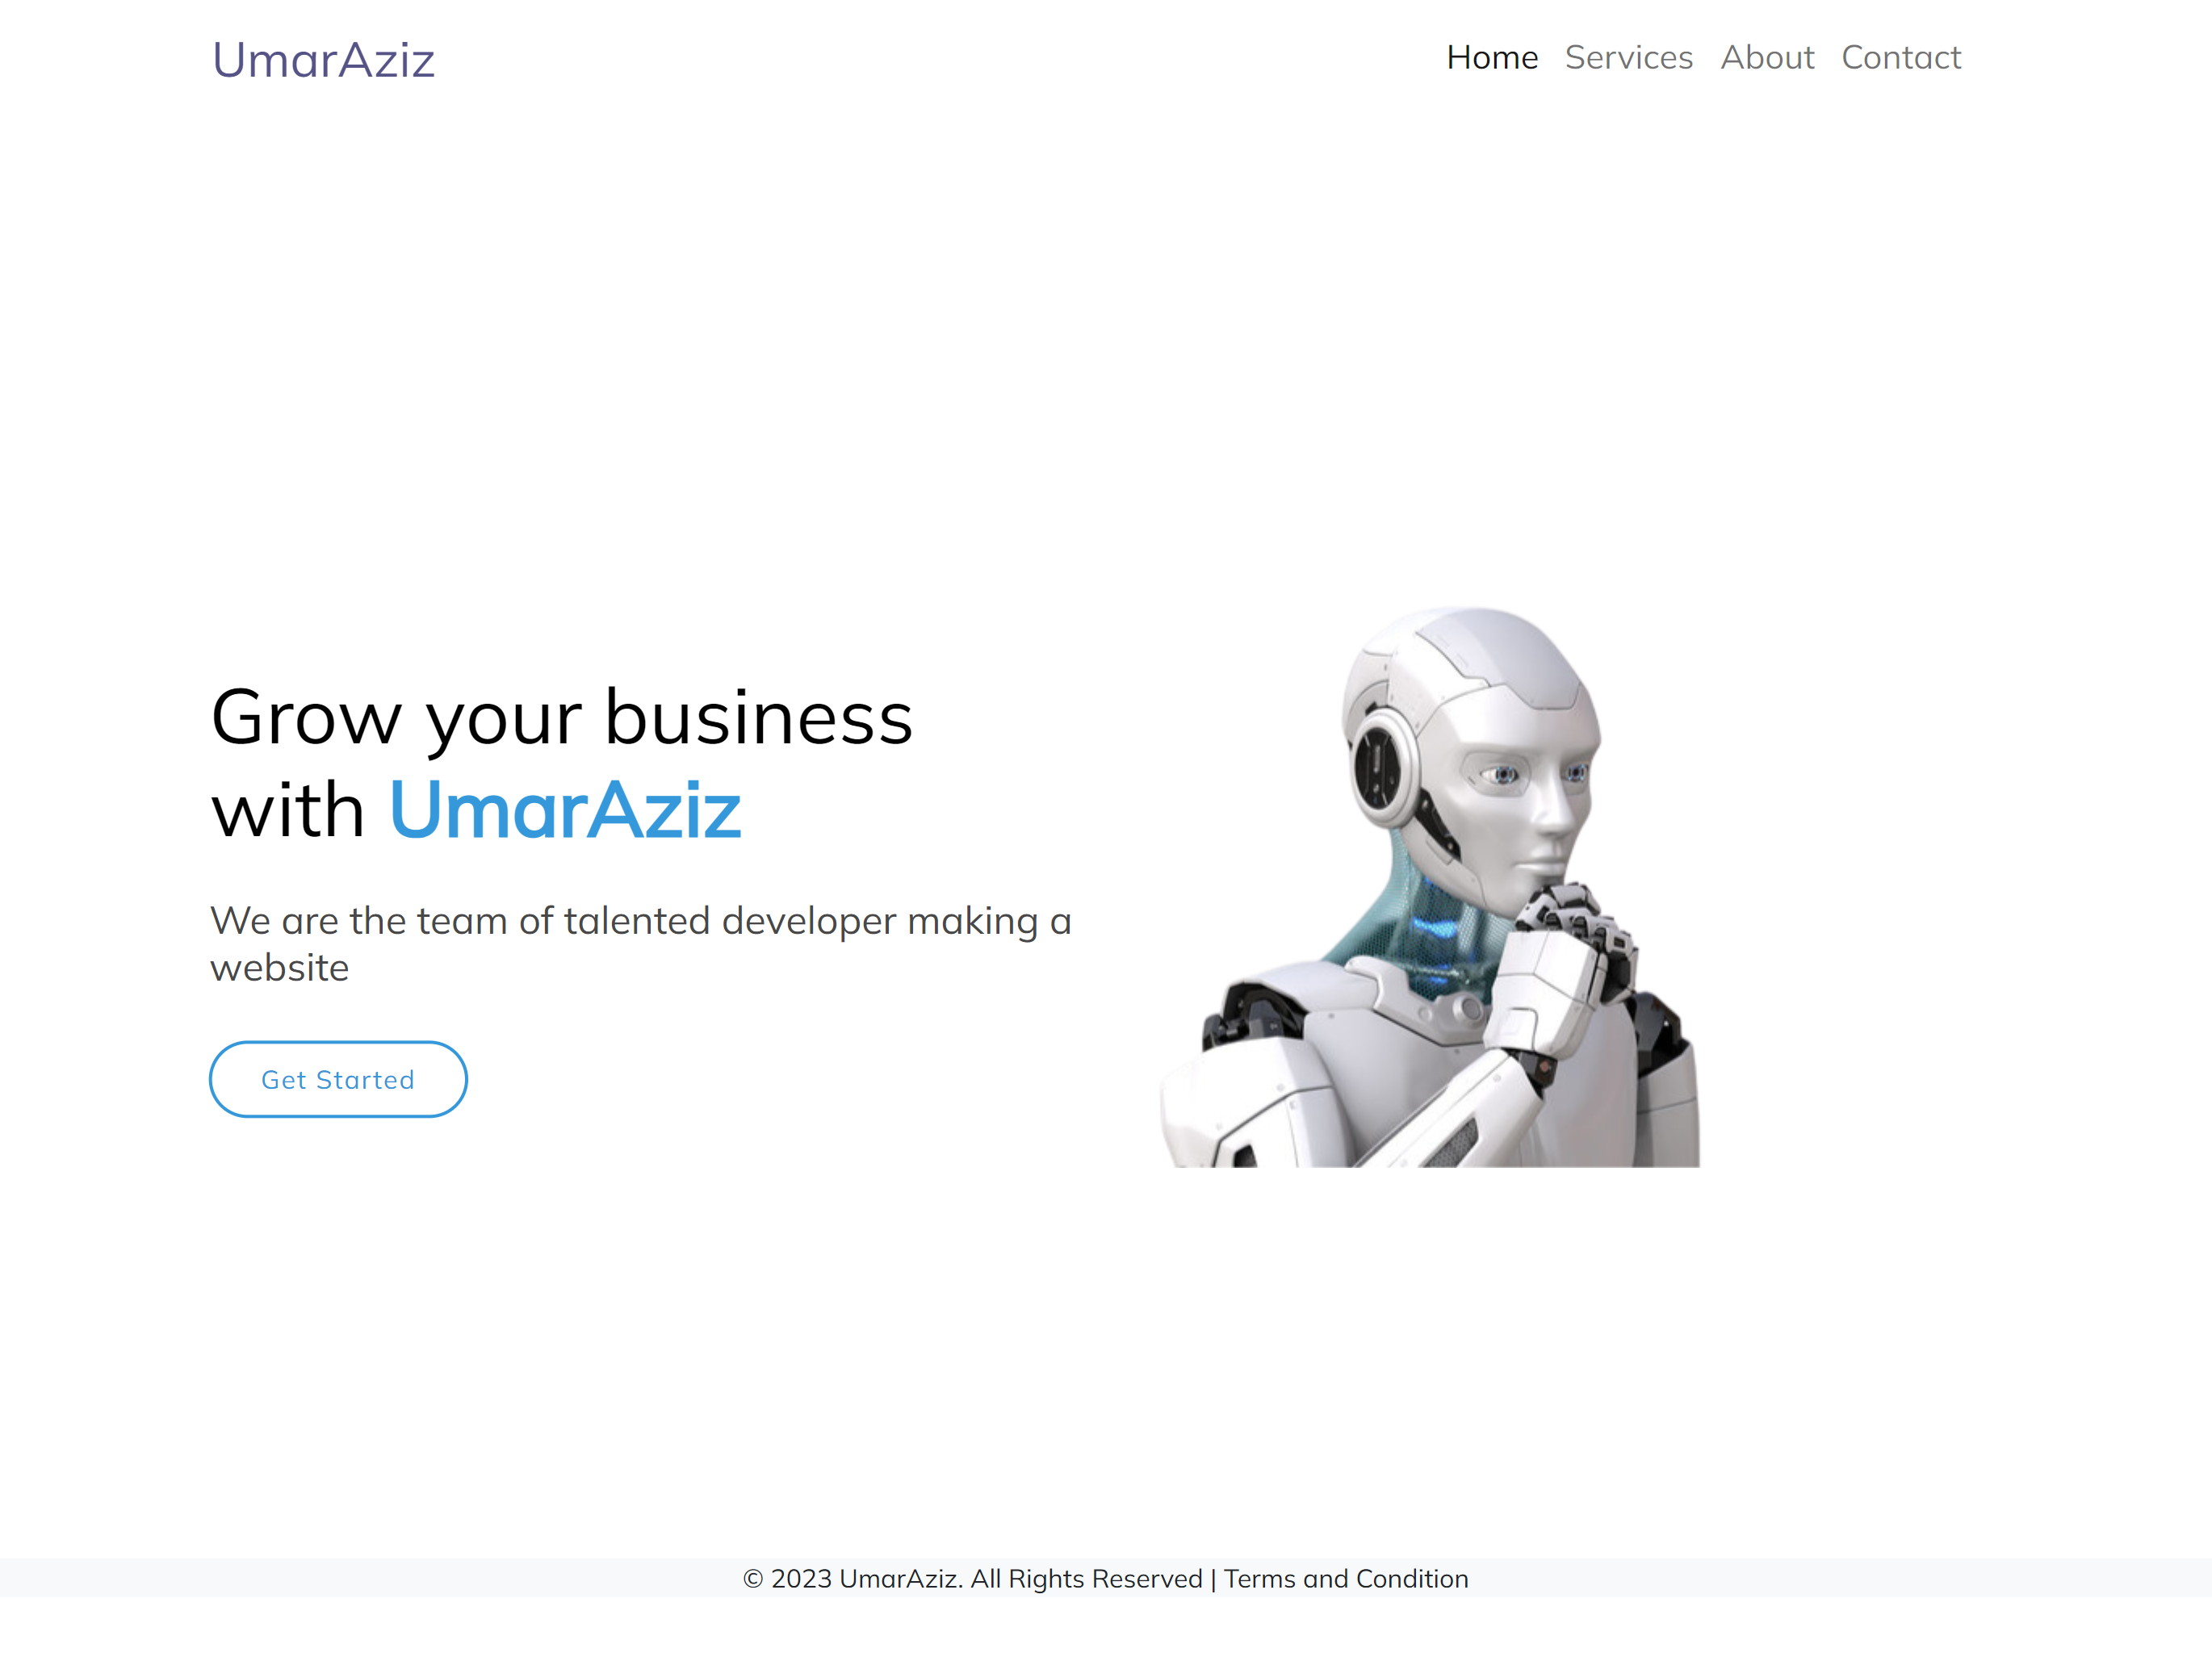 UmarAziz
Home Services About Contact
Grow your business
with UmarAziz
We are the team of talented developer making a
website
Get Started
© 2023 UmarAziz. All Rights Reserved | Terms and Condition